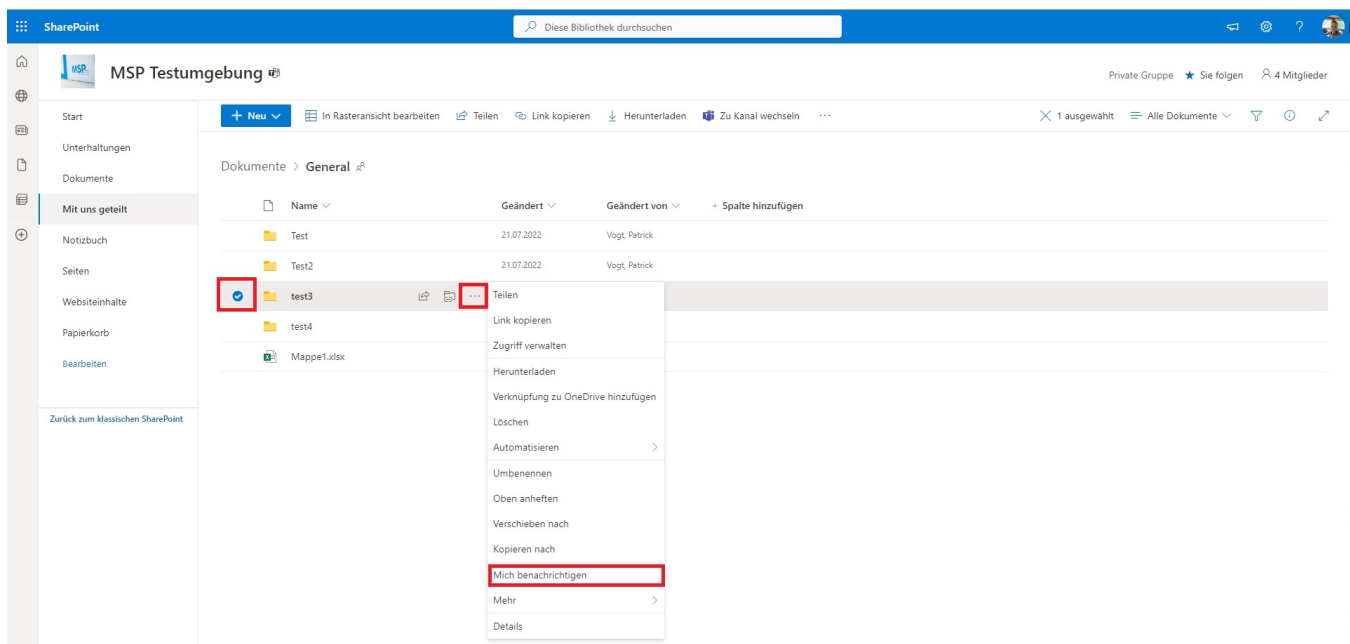 SharePoint
Diese Bibliothek durchsuchen
?
MSP
MSP Testumgebung
Private Gruppe ★ Sie folgen 4 Mitglieder
Start
Unterhaltungen
Dokumente
Mit uns geteilt
Notizbuch
Seiten
Websiteinhalte
Papierkorb
Bearbeiten
Zurück zum klassischen SharePoint
+ Neu In Rasteransicht bearbeiten Teilen Link kopieren Herunterladen Zu Kanal wechseln ··· 1 ausgewählt Alle Dokumente
Dokumente > General
Name Geändert Geändert von + Spalte hinzufügen
Test 21.07.2022 Vogt, Patrick
Test2 21.07.2022 Vogt, Patrick
test3 ···
test4
Mappe1.xlsx
Teilen
Link kopieren
Zugriff verwalten
Herunterladen
Verknüpfung zu OneDrive hinzufügen
Löschen
Automatisieren >
Umbenennen
Oben anheften
Verschieben nach
Kopieren nach
Mich benachrichtigen
Mehr >
Details